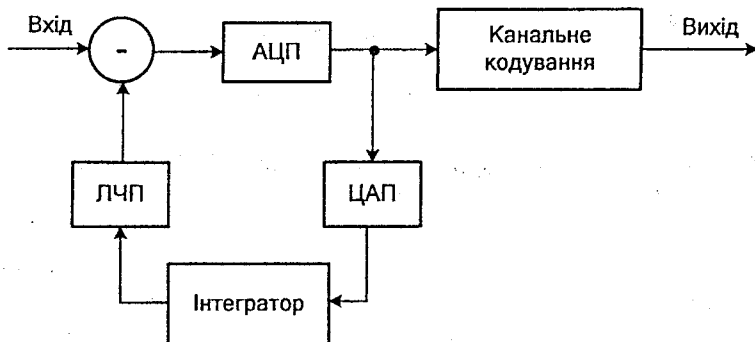 Вхід
-
АЦП
Канальне
кодування
Вихід
ЛЧП
ЦАП
Інтегратор